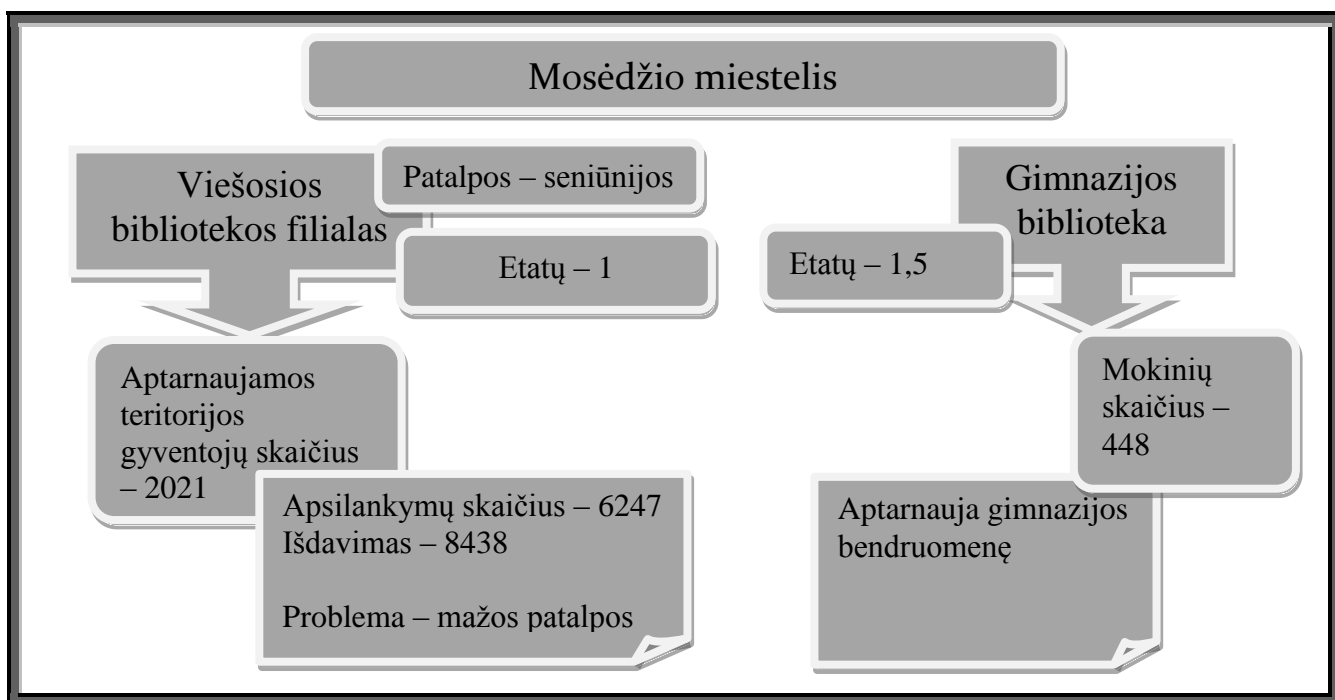 Mosėdžio miestelis
Viešosios
bibliotekos filialas
Patalpos – seniūnijos
Etatų – 1
Aptarnaujamos
teritorijos
gyventojų skaičius
– 2021
Apsilankymų skaičius – 6247
Išdavimas – 8438
Problema – mažos patalpos
Gimnazijos
biblioteka
Etatų – 1,5
Mokinių
skaičius –
448
Aptarnauja gimnazijos
bendruomenę